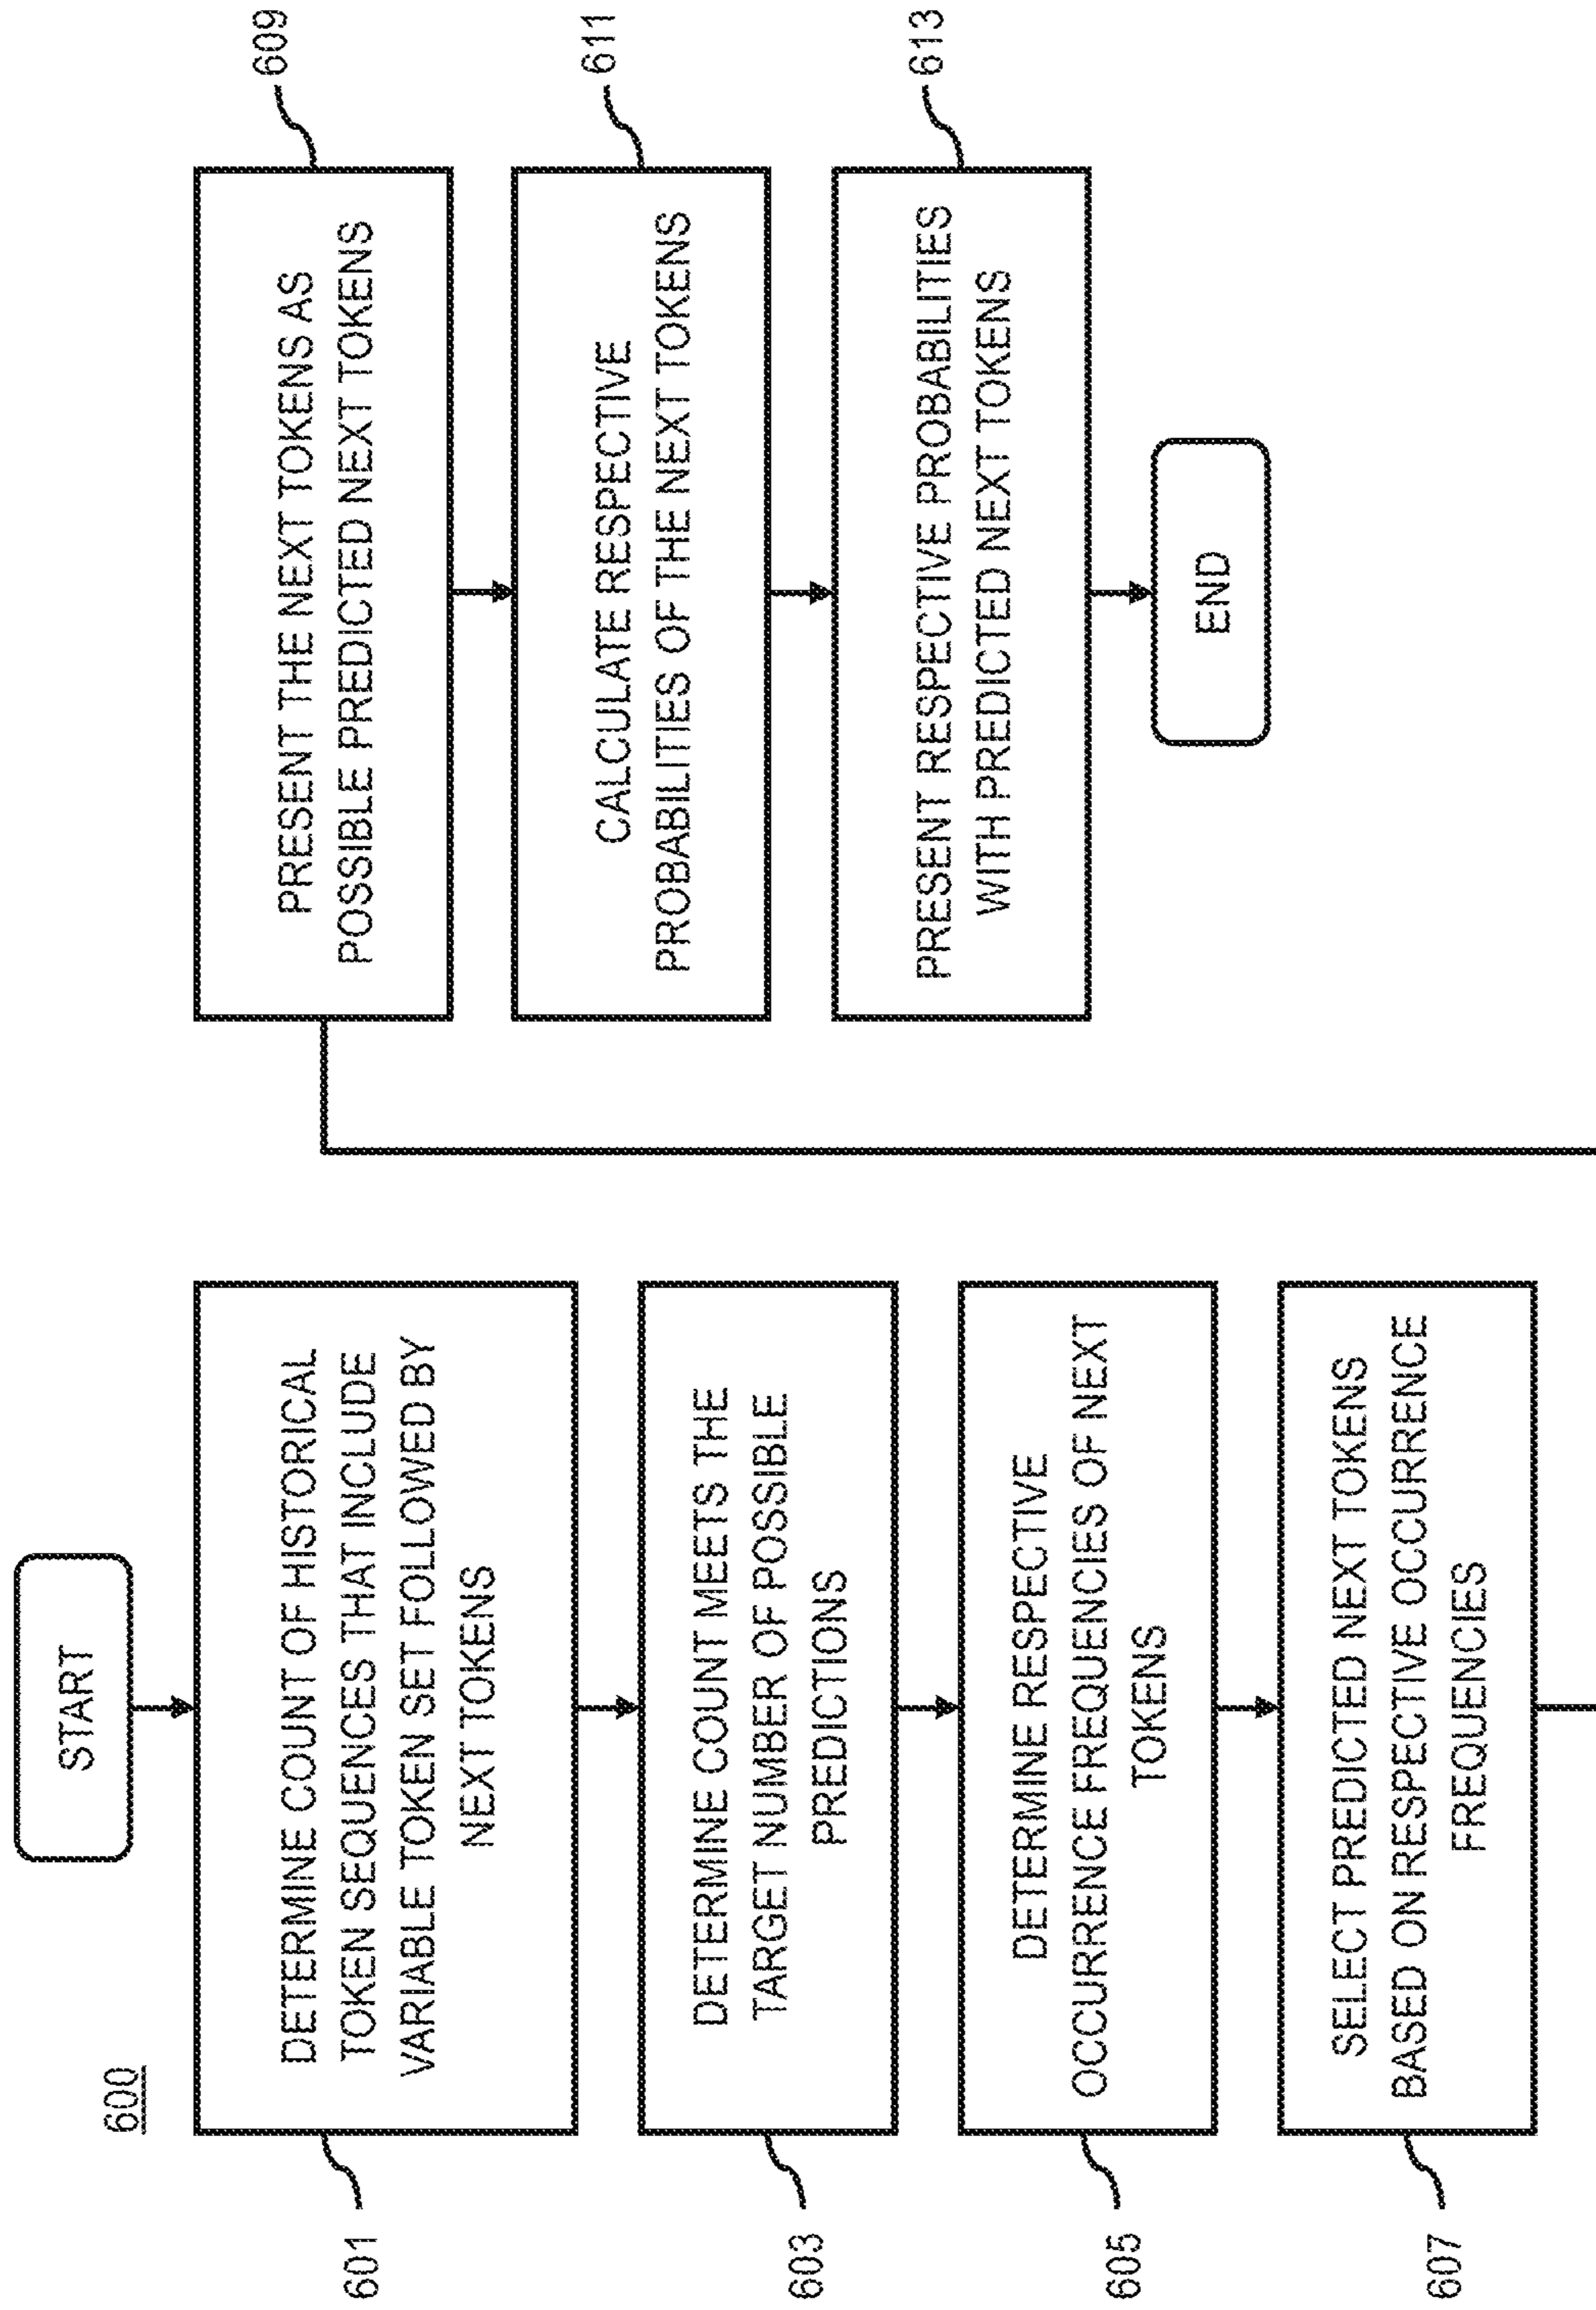 600
START
601
DETERMINE COUNT OF HISTORICAL
TOKEN SEQUENCES THAT INCLUDE
VARIABLE TOKEN SET FOLLOWED BY
NEXT TOKENS
603
DETERMINE COUNT MEETS THE
TARGET NUMBER OF POSSIBLE
PREDICTIONS
605
DETERMINE RESPECTIVE
OCCURRENCE FREQUENCIES OF NEXT
TOKENS
607
SELECT PREDICTED NEXT TOKENS
BASED ON RESPECTIVE OCCURRENCE
FREQUENCIES
609
PRESENT THE NEXT TOKENS AS
POSSIBLE PREDICTED NEXT TOKENS
611
CALCULATE RESPECTIVE
PROBABILITIES OF THE NEXT TOKENS
613
PRESENT RESPECTIVE PROBABILITIES
WITH PREDICTED NEXT TOKENS
END